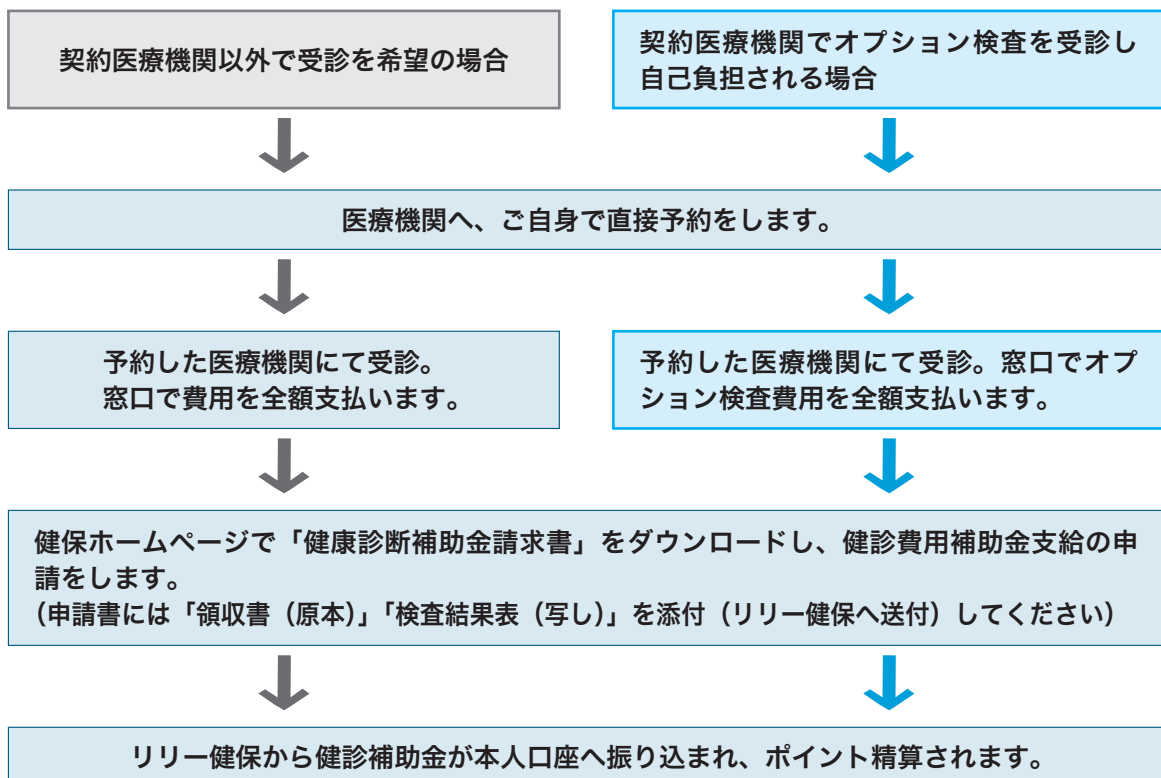 契約医療機関以外で受診を希望の場合
契約医療機関でオプション検査を受診し
自己負担される場合
医療機関へ、ご自身で直接予約をします。
予約した医療機関にて受診。
窓口で費用を全額支払います。
予約した医療機関にて受診。窓口でオプ
ション検査費用を全額支払います。
健保ホームページで「健康診断補助金請求書」をダウンロードし、健診費用補助金支給の申
請をします。
（申請書には「領収書（原本）」「検査結果表（写し）」を添付（リリー健保へ送付）してください）
リリー健保から健診補助金が本人口座へ振り込まれ、ポイント精算されます。